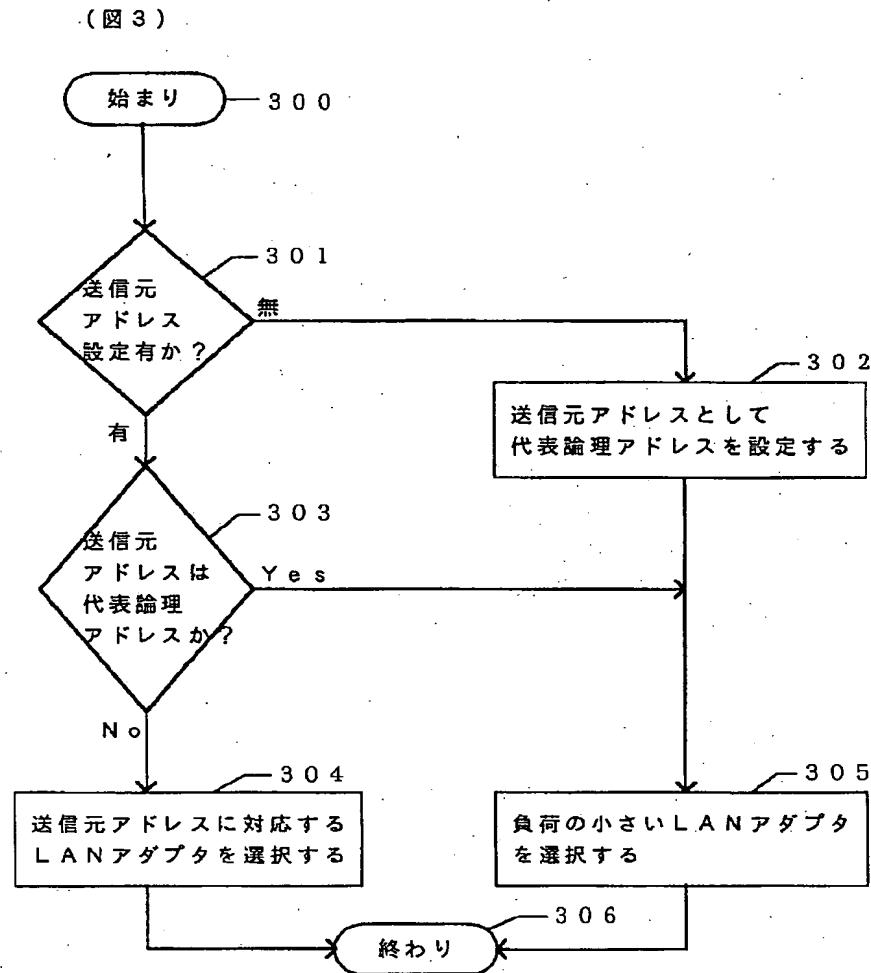 (図3)
始まり
300
301
送信元
アドレス
設定有か?
無
302
送信元アドレスとして
代表論理アドレスを設定する
有
303
送信元
アドレスは
代表論理
アドレスか?
Yes
No
304
送信元アドレスに対応する
LANアダプタを選択する
305
負荷の小さいLANアダプタ
を選択する
306
終わり